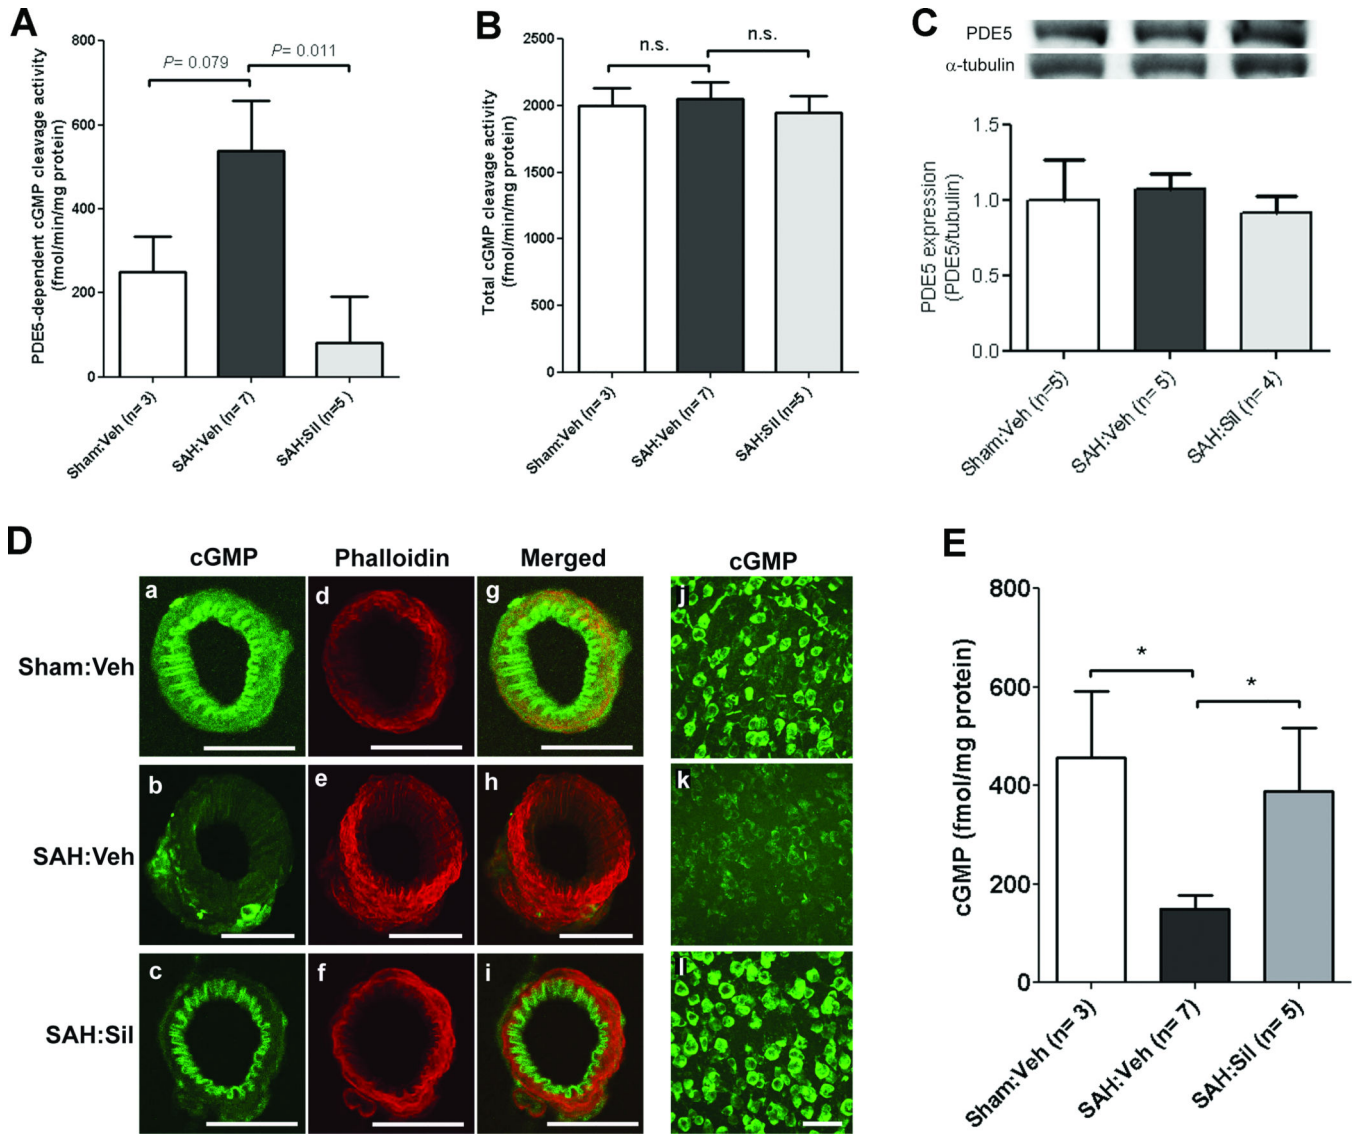 A
PDE5-dependent cGMP cleavage activity
(fmol/min/mg protein)
800
600
400
200
0
P= 0.079
P= 0.011
Sham:Veh (n= 3)
SAH:Veh (n= 7)
SAH:Sil (n=5)
B
Total cGMP cleavage activity
(fmol/min/mg protein)
2500
2000
1500
1000
500
0
n.s.
n.s.
Sham:Veh (n= 3)
SAH:Veh (n= 7)
SAH:Sil (n=5)
C
PDE5
α-tubulin
PDE5 expression
(PDE5/tubulin)
1.5
1.0
0.5
0.0
Sham:Veh (n=5)
SAH:Veh (n= 5)
SAH:Sil (n= 4)
D
cGMP Phalloidin Merged cGMP
Sham:Veh
a d g j
SAH:Veh
b e h k
SAH:Sil
c f i l
E
cGMP (fmol/mg protein)
800
600
400
200
0
*
*
Sham:Veh (n= 3)
SAH:Veh (n= 7)
SAH:Sil (n= 5)